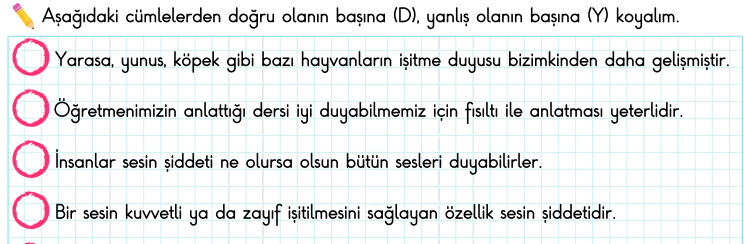 Aşağıdaki cümlelerden doğru olanın başına (D), yanlış olanın başına (Y) koyalım.
Yarasa, yunus, köpek gibi bazı hayvanların işitme duyusu bizimkinden daha gelişmiştir.
Öğretmenimizin anlattığı dersi iyi duyabilmemiz için fısıltı ile anlatması yeterlidir.
İnsanlar sesin şiddeti ne olursa olsun bütün sesleri duyabilirler.
Bir sesin kuvvetli ya da zayıf işitilmesini sağlayan özellik sesin şiddetidir.